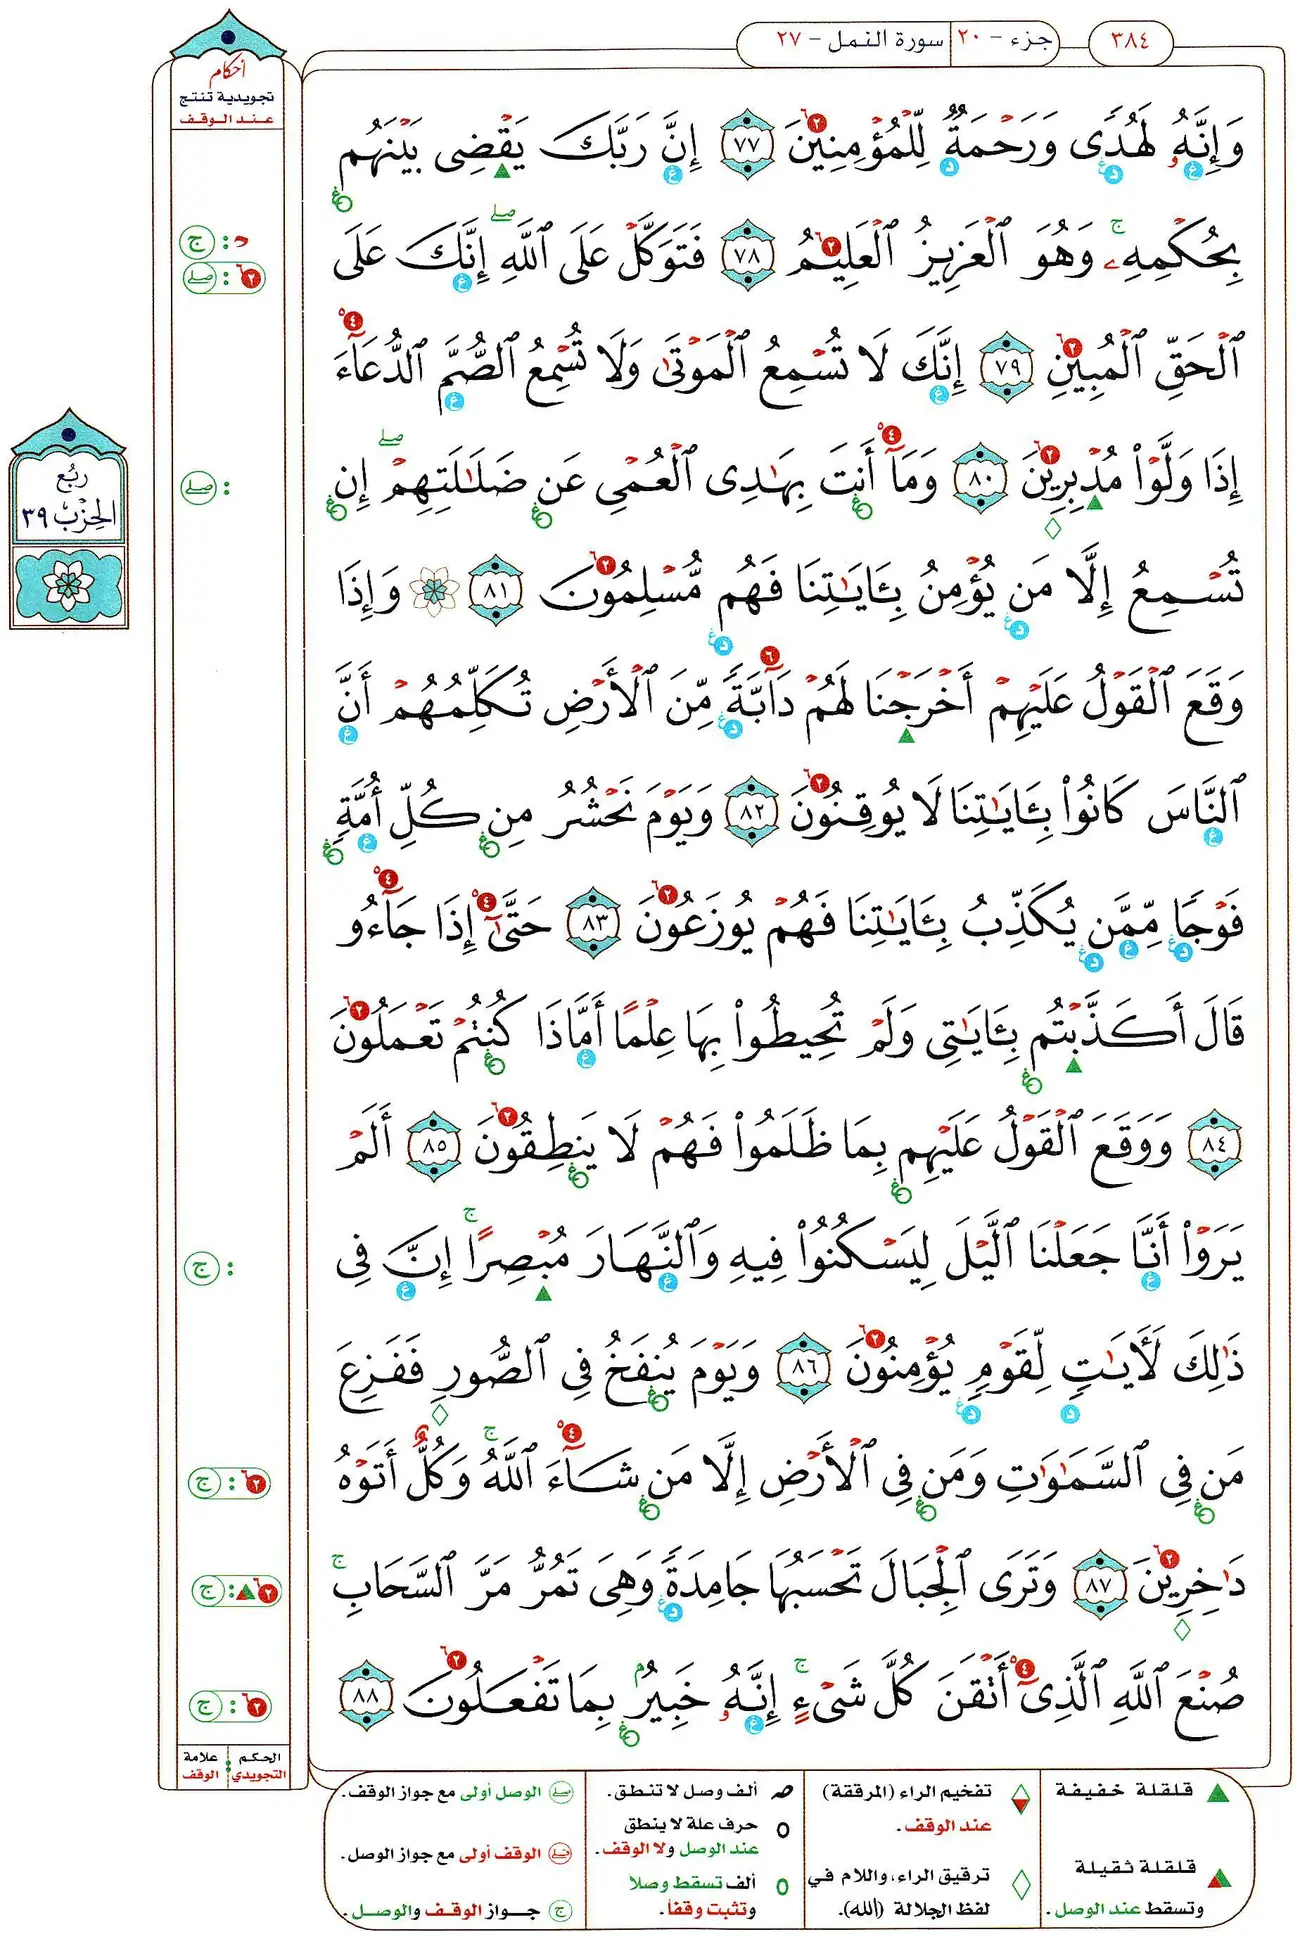 ٣٨٤
جزء - ٢٠
سورة النمل - ٢٧
أحكام
تجويدية تنتج
عند الوقف
وَإِنَّهُۥ لَهُدًى وَرَحْمَةٌ لِّلْمُؤْمِنِينَ ٧٧ إِنَّ رَبَّكَ يَقْضِى بَيْنَهُم
بِحُكْمِهِۦ ۚ وَهُوَ ٱلْعَزِيزُ ٱلْعَلِيمُ ٧٨ فَتَوَكَّلْ عَلَى ٱللَّهِ ۖ إِنَّكَ عَلَى
ٱلْحَقِّ ٱلْمُبِينِ ٧٩ إِنَّكَ لَا تُسْمِعُ ٱلْمَوْتَىٰ وَلَا تُسْمِعُ ٱلصُّمَّ ٱلدُّعَآءَ
إِذَا وَلَّوْا۟ مُدْبِرِينَ ٨٠ وَمَآ أَنتَ بِهَٰدِى ٱلْعُمْىِ عَن ضَلَٰلَتِهِمْ ۖ إِن
تُسْمِعُ إِلَّا مَن يُؤْمِنُ بِـَٔايَٰتِنَا فَهُم مُّسْلِمُونَ ٨١ ۞ وَإِذَا
وَقَعَ ٱلْقَوْلُ عَلَيْهِمْ أَخْرَجْنَا لَهُمْ دَآبَّةً مِّنَ ٱلْأَرْضِ تُكَلِّمُهُمْ أَنَّ
ٱلنَّاسَ كَانُوا۟ بِـَٔايَٰتِنَا لَا يُوقِنُونَ ٨٢ وَيَوْمَ نَحْشُرُ مِن كُلِّ أُمَّةٍ
فَوْجًا مِّمَّن يُكَذِّبُ بِـَٔايَٰتِنَا فَهُمْ يُوزَعُونَ ٨٣ حَتَّىٰٓ إِذَا جَآءُو
قَالَ أَكَذَّبْتُم بِـَٔايَٰتِى وَلَمْ تُحِيطُوا۟ بِهَا عِلْمًا أَمَّاذَا كُنتُمْ تَعْمَلُونَ
٨٤ وَوَقَعَ ٱلْقَوْلُ عَلَيْهِم بِمَا ظَلَمُوا۟ فَهُمْ لَا يَنطِقُونَ ٨٥ أَلَمْ
يَرَوْا۟ أَنَّا جَعَلْنَا ٱلَّيْلَ لِيَسْكُنُوا۟ فِيهِ وَٱلنَّهَارَ مُبْصِرًا ۚ إِنَّ فِى
ذَٰلِكَ لَـَٔايَٰتٍ لِّقَوْمٍ يُؤْمِنُونَ ٨٦ وَيَوْمَ يُنفَخُ فِى ٱلصُّورِ فَفَزِعَ
مَن فِى ٱلسَّمَٰوَٰتِ وَمَن فِى ٱلْأَرْضِ إِلَّا مَن شَآءَ ٱللَّهُ ۚ وَكُلٌّ أَتَوْهُ
دَٰخِرِينَ ٨٧ وَتَرَى ٱلْجِبَالَ تَحْسَبُهَا جَامِدَةً وَهِىَ تَمُرُّ مَرَّ ٱلسَّحَابِ ۚ
صُنْعَ ٱللَّهِ ٱلَّذِىٓ أَتْقَنَ كُلَّ شَىْءٍ ۚ إِنَّهُۥ خَبِيرٌۢ بِمَا تَفْعَلُونَ ٨٨
رُبُع
الحِزْب ٣٩
الحكم التجويدي
علامة الوقف
قلقلة خفيفة
قلقلة ثقيلة
وتسقط عند الوصل.
تفخيم الراء (المرققة)
عند الوقف.
ترقيق الراء، واللام في
لفظ الجلالة (الله).
ألف وصل لا تنطق.
حرف علة لا ينطق
عند الوصل ولا الوقف.
ألف تسقط وصلاً
وتثبت وقفاً.
الوصل أولى مع جواز الوقف.
الوقف أولى مع جواز الوصل.
جـواز الوقـف والوصـل.